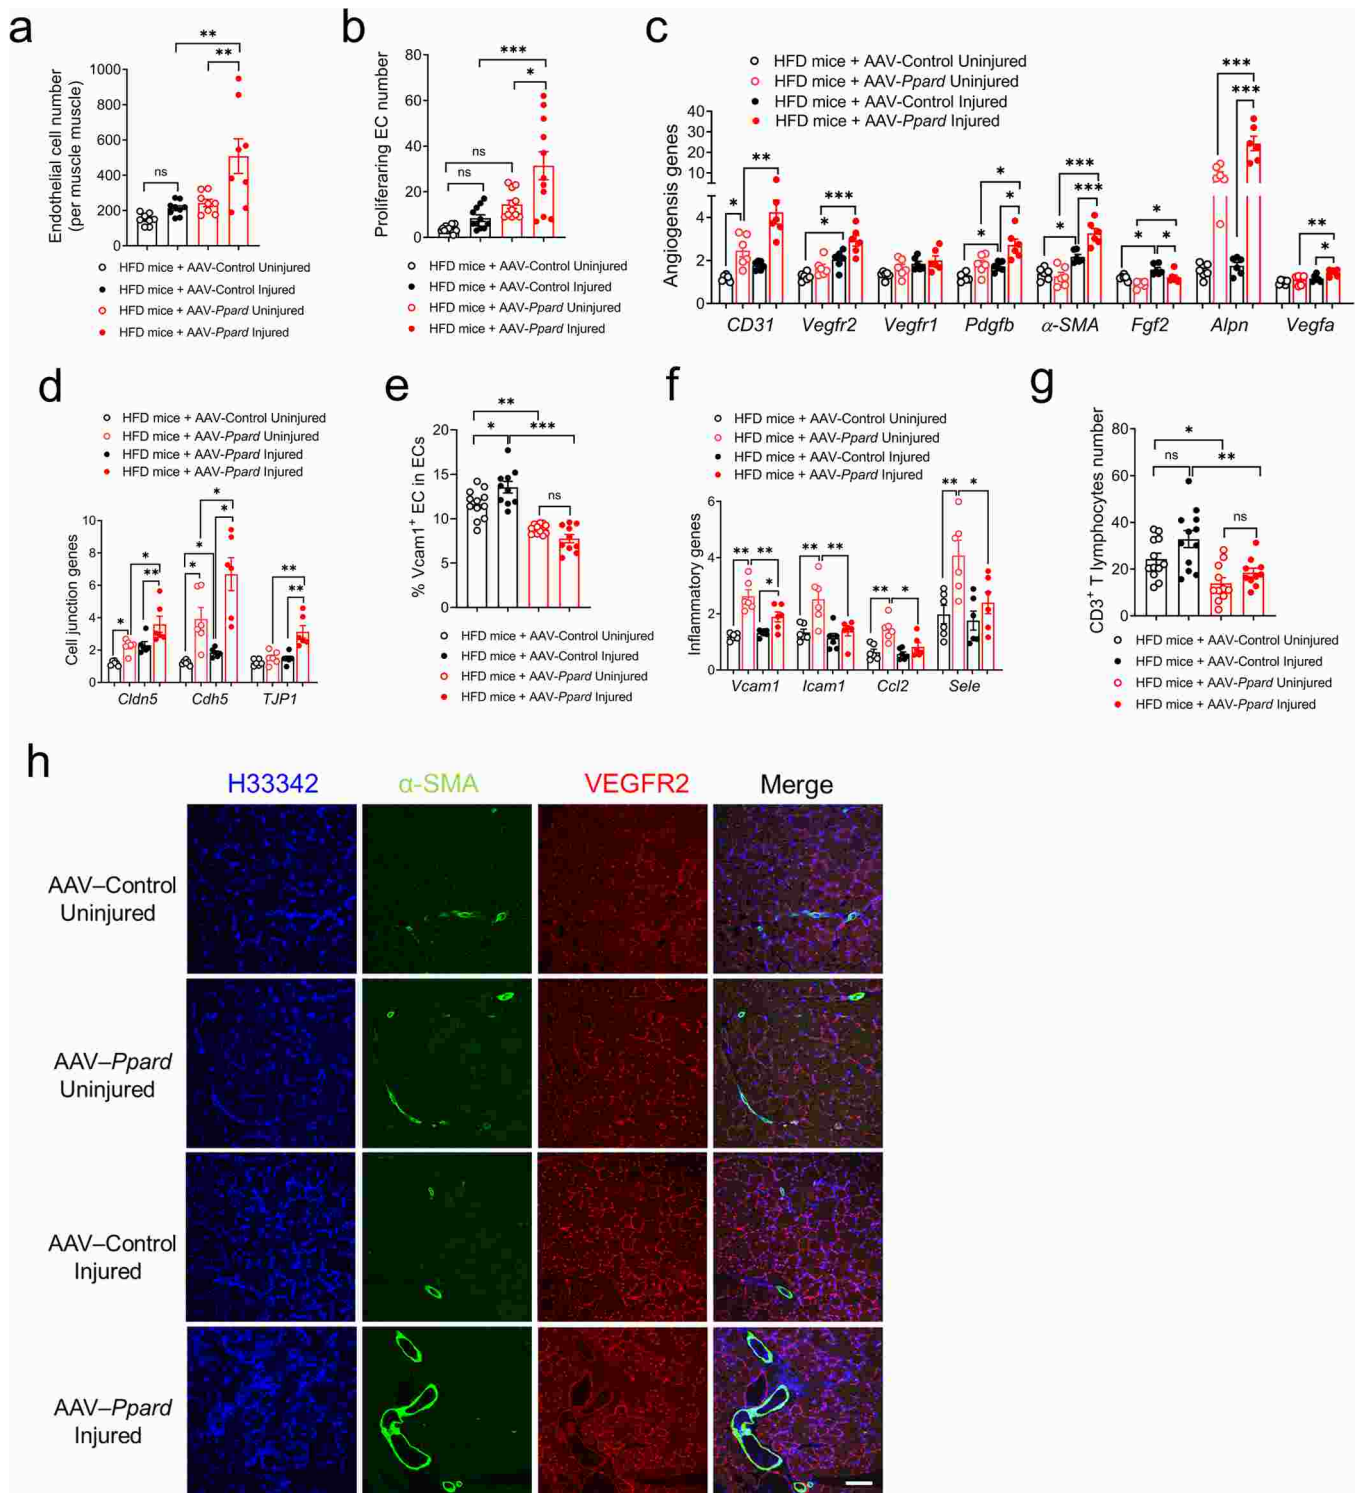 a
**
**
ns
Endothelial cell number
(per muscle muscle)
1000
800
600
400
200
0
HFD mice + AAV-Control Uninjured
HFD mice + AAV-Control Injured
HFD mice + AAV-Ppard Uninjured
HFD mice + AAV-Ppard Injured
b
***
*
ns
ns
Proliferaring EC number
80
60
40
20
0
HFD mice + AAV-Control Uninjured
HFD mice + AAV-Control Injured
HFD mice + AAV-Ppard Uninjured
HFD mice + AAV-Ppard Injured
c
HFD mice + AAV-Control Uninjured
HFD mice + AAV-Ppard Uninjured
HFD mice + AAV-Control Injured
HFD mice + AAV-Ppard Injured
Angiogensis genes
40
30
20
10
4
2
0
* **
* ***
* * *
* *** ***
* * *
*** ***
** *
CD31 Vegfr2 Vegfr1 Pdgfb α-SMA Fgf2 Alpn Vegfa
d
HFD mice + AAV-Control Uninjured
HFD mice + AAV-Ppard Uninjured
HFD mice + AAV-Ppard Injured
HFD mice + AAV-Ppard Injured
Cell junction genes
10
8
6
4
2
0
* * **
* * * *
** **
Cldn5 Cdh5 TJP1
e
**
* ***
ns
% Vcam1+ EC in ECs
20
15
10
5
0
HFD mice + AAV-Control Uninjured
HFD mice + AAV-Control Injured
HFD mice + AAV-Ppard Uninjured
HFD mice + AAV-Ppard Injured
f
HFD mice + AAV-Control Uninjured
HFD mice + AAV-Ppard Uninjured
HFD mice + AAV-Control Injured
HFD mice + AAV-Ppard Injured
Inflammatory genes
6
4
2
0
** ** *
** **
** *
** *
Vcam1 Icam1 Ccl2 Sele
g
*
ns **
ns
CD3+ T lymphocytes number
80
60
40
20
0
HFD mice + AAV-Control Uninjured
HFD mice + AAV-Control Injured
HFD mice + AAV-Ppard Uninjured
HFD mice + AAV-Ppard Injured
h
H33342 α-SMA VEGFR2 Merge
AAV–Control
Uninjured
AAV–Ppard
Uninjured
AAV–Control
Injured
AAV–Ppard
Injured